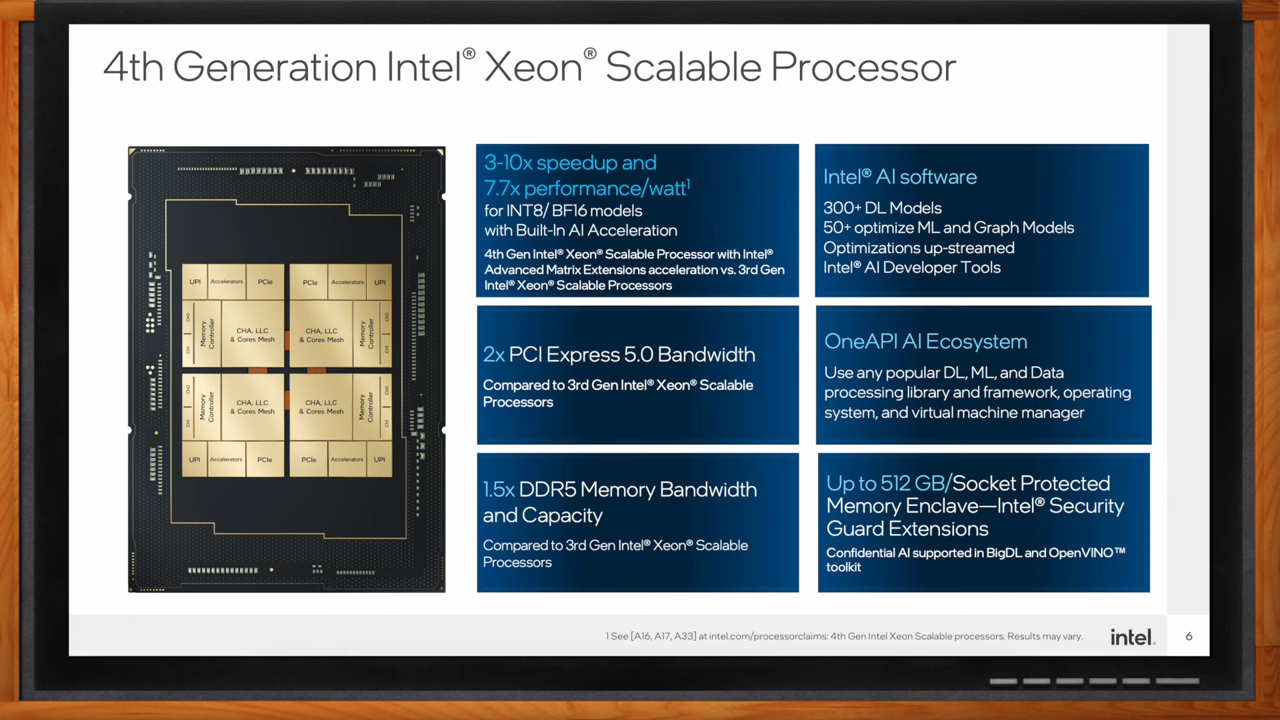 4th Generation Intel® Xeon® Scalable Processor
UPI Accelerators PCIe PCIe Accelerators UPI
Memory Controller
CHA, LLC
& Cores Mesh
CHA, LLC
& Cores Mesh
Memory Controller
Memory Controller
CHA, LLC
& Cores Mesh
CHA, LLC
& Cores Mesh
Memory Controller
UPI Accelerators PCIe PCIe Accelerators UPI
3-10x speedup and
7.7x performance/watt¹
for INT8/ BF16 models
with Built-In AI Acceleration
4th Gen Intel® Xeon® Scalable Processor with Intel®
Advanced Matrix Extensions acceleration vs. 3rd Gen
Intel® Xeon® Scalable Processors
Intel® AI software
300+ DL Models
50+ optimize ML and Graph Models
Optimizations up-streamed
Intel® AI Developer Tools
2x PCI Express 5.0 Bandwidth
Compared to 3rd Gen Intel® Xeon® Scalable
Processors
OneAPI AI Ecosystem
Use any popular DL, ML, and Data
processing library and framework, operating
system, and virtual machine manager
1.5x DDR5 Memory Bandwidth
and Capacity
Compared to 3rd Gen Intel® Xeon® Scalable
Processors
Up to 512 GB/Socket Protected
Memory Enclave—Intel® Security
Guard Extensions
Confidential AI supported in BigDL and OpenVINO™
toolkit
1 See [A16, A17, A33] at intel.com/processorclaims: 4th Gen Intel Xeon Scalable processors. Results may vary.
intel.
6